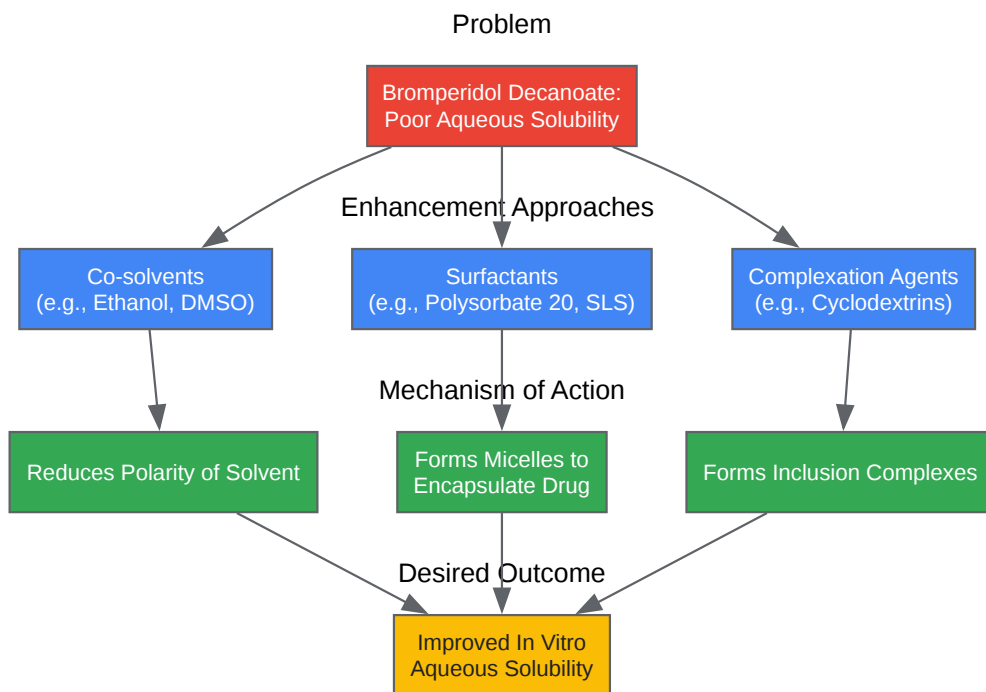 Problem
Bromperidol Decanoate:
Poor Aqueous Solubility
Enhancement Approaches
Co-solvents
(e.g., Ethanol, DMSO)
Surfactants
(e.g., Polysorbate 20, SLS)
Complexation Agents
(e.g., Cyclodextrins)
Mechanism of Action
Reduces Polarity of Solvent
Forms Micelles to
Encapsulate Drug
Forms Inclusion Complexes
Desired Outcome
Improved In Vitro
Aqueous Solubility